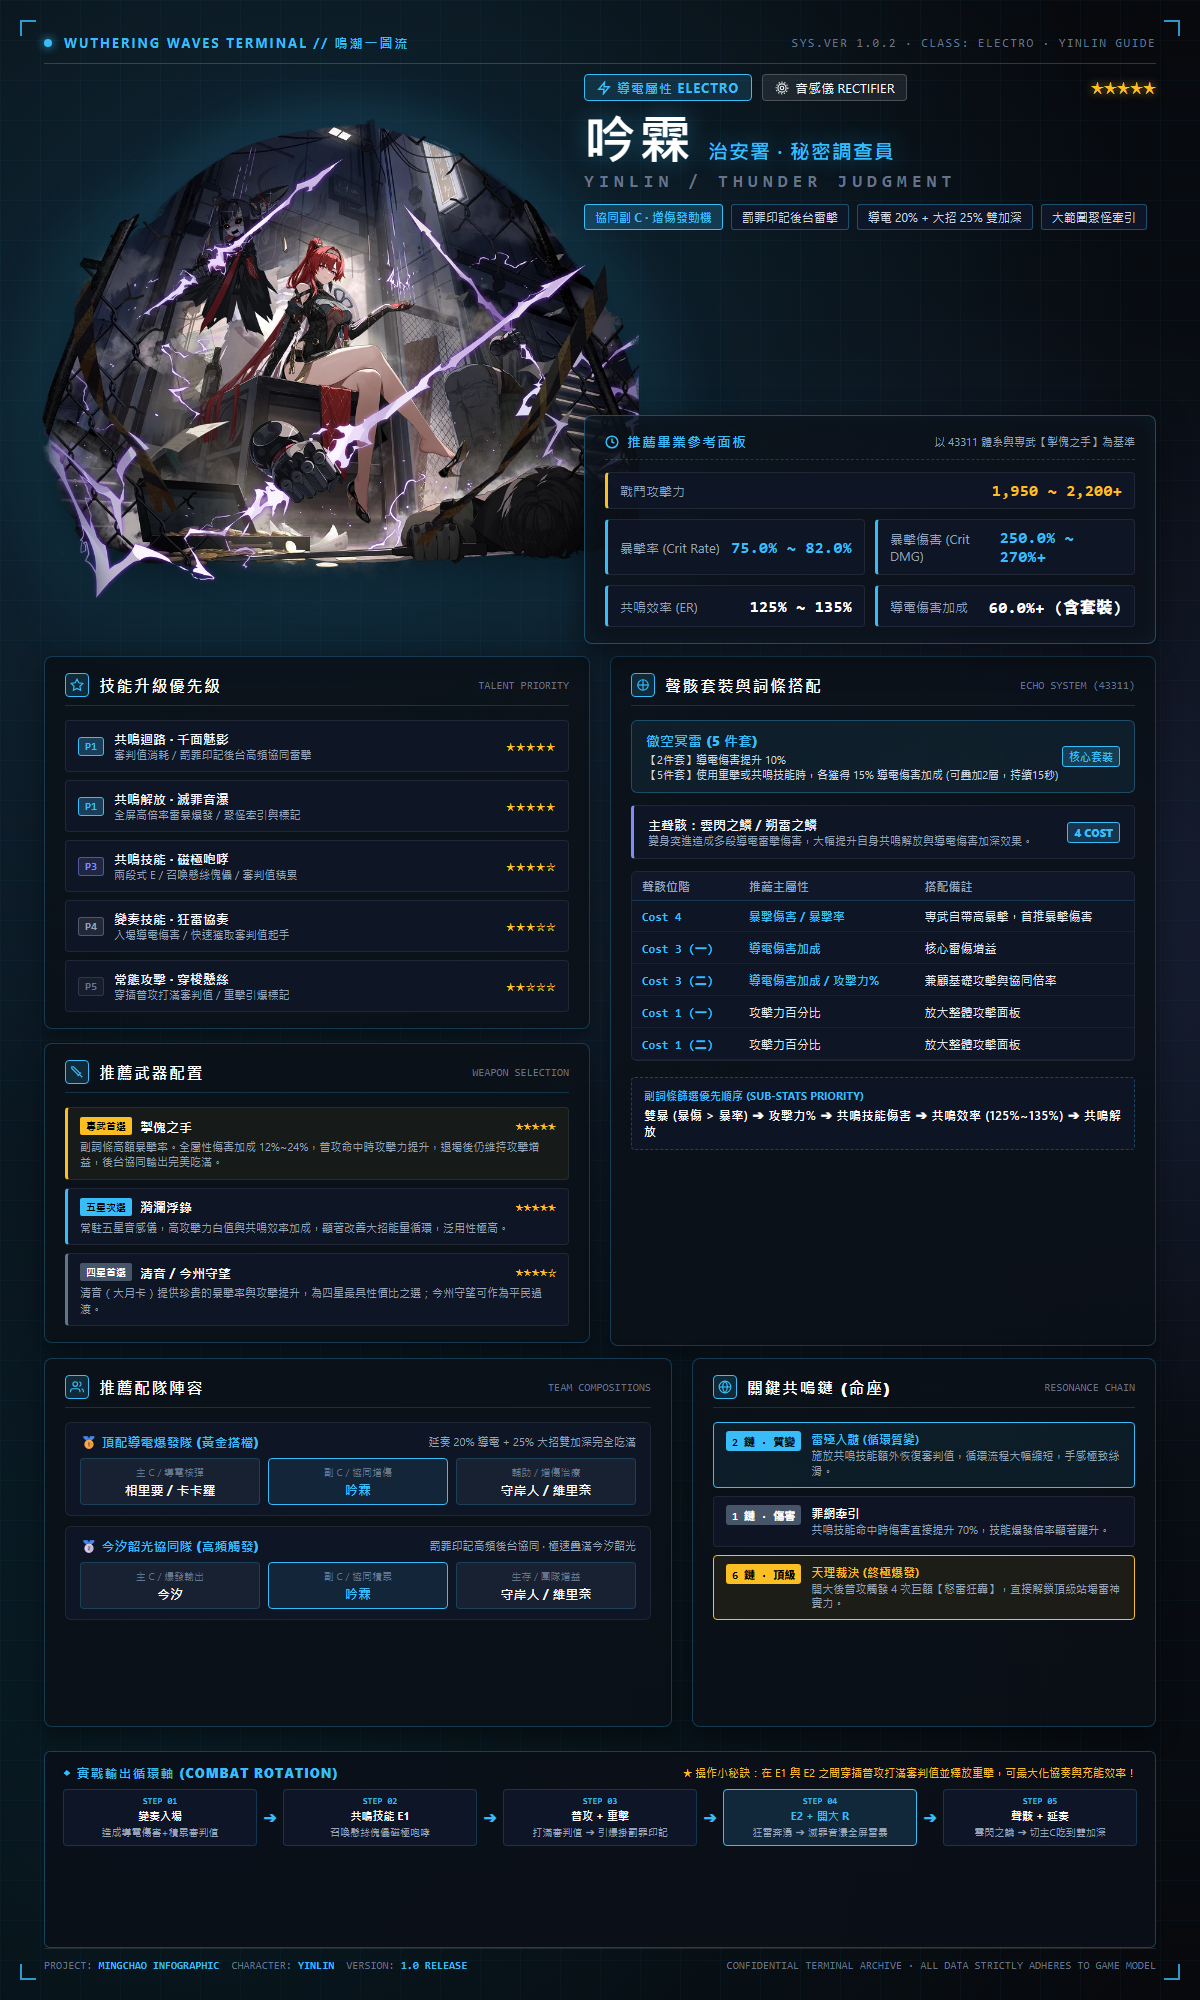 WUTHERING WAVES TERMINAL // 鳴潮一圖流
SYS.VER 1.0.2 · CLASS: ELECTRO · YINLIN GUIDE
導電屬性 ELECTRO
音感儀 RECTIFIER
★★★★★
吟霖 治安署 · 秘密調查員
YINLIN / THUNDER JUDGMENT
協同副 C · 增傷發動機
罰罪印記後台雷擊
導電 20% + 大招 25% 雙加深
大範圍聚怪牽引
推薦畢業參考面板
以 43311 體系與專武【掣傀之手】為基準
戰鬥攻擊力 1,950 ~ 2,200+
暴擊率 (Crit Rate) 75.0% ~ 82.0%
暴擊傷害 (Crit DMG) 250.0% ~ 270%+
共鳴效率 (ER) 125% ~ 135%
導電傷害加成 60.0%+ (含套裝)
技能升級優先級
TALENT PRIORITY
P1 共鳴迴路 · 千面魅影 ★★★★★
審判值消耗 / 罰罪印記後台高頻協同雷擊
P1 共鳴解放 · 滅罪音瀑 ★★★★★
全屏高倍率雷暴爆發 / 聚怪牽引與標記
P3 共鳴技能 · 磁極咆哮 ★★★★☆
兩段式 E / 召喚懸絲傀儡 / 審判值積累
P4 變奏技能 · 狂雷協奏 ★★★☆☆
入場導電傷害 / 快速獲取審判值起手
P5 常態攻擊 · 穿梭懸絲 ★★☆☆☆
穿插普攻打滿審判值 / 重擊引爆標記
推薦武器配置
WEAPON SELECTION
專武首選 掣傀之手 ★★★★★
副詞條高額暴擊率。全屬性傷害加成 12%~24%，普攻命中時攻擊力提升，退場後仍維持攻擊增
益，後台協同輸出完美吃滿。
五星次選 漪瀾浮錄 ★★★★★
常駐五星音感儀，高攻擊力白值與共鳴效率加成，顯著改善大招能量循環，泛用性極高。
四星首選 清音 / 今州守望 ★★★★☆
清音（大月卡）提供珍貴的暴擊率與攻擊提升，為四星最具性價比之選；今州守望可作為平民過
渡。
聲骸套裝與詞條搭配
ECHO SYSTEM (43311)
徹空冥雷 (5 件套)
【2件套】導電傷害提升 10%
【5件套】使用重擊或共鳴技能時，各獲得 15% 導電傷害加成 (可疊加2層，持續15秒)
核心套裝
主聲骸：雲閃之鱗 / 朔雷之鱗
變身突進造成多段導電雷擊傷害，大幅提升自身共鳴解放與導電傷害加深效果。
4 COST
聲骸位階 推薦主屬性 搭配備註
Cost 4 暴擊傷害 / 暴擊率 專武自帶高暴擊，首推暴擊傷害
Cost 3 (一) 導電傷害加成 核心雷傷增益
Cost 3 (二) 導電傷害加成 / 攻擊力% 兼顧基礎攻擊與協同倍率
Cost 1 (一) 攻擊力百分比 放大整體攻擊面板
Cost 1 (二) 攻擊力百分比 放大整體攻擊面板
副詞條篩選優先順序 (SUB-STATS PRIORITY)
雙暴 (暴傷 > 暴率) ➔ 攻擊力% ➔ 共鳴技能傷害 ➔ 共鳴效率 (125%~135%) ➔ 共鳴解
放
推薦配隊陣容
TEAM COMPOSITIONS
🥇 頂配導電爆發隊 (黃金搭檔) 延奏 20% 導電 + 25% 大招雙加深完全吃滿
主 C / 導電核彈
相里要 / 卡卡羅
副 C / 協同增傷
吟霖
輔助 / 增傷治療
守岸人 / 維里奈
🥈 今汐韶光協同隊 (高頻觸發) 罰罪印記高頻後台協同 · 極速疊滿今汐韶光
主 C / 爆發輸出
今汐
副 C / 協同積累
吟霖
生存 / 團隊增益
守岸人 / 維里奈
關鍵共鳴鏈 (命座)
RESONANCE CHAIN
2 鏈 · 質變 雷極入髓 (循環質變)
施放共鳴技能額外恢復審判值，循環流程大幅縮短，手感極致絲
滑。
1 鏈 · 傷害 罪網牽引
共鳴技能命中時傷害直接提升 70%，技能爆發倍率顯著躍升。
6 鏈 · 頂級 天理裁決 (終極爆發)
開大後普攻觸發 4 次巨額【怒雷狂轟】，直接解鎖頂級站場雷神
實力。
◆ 實戰輸出循環軸 (COMBAT ROTATION)
★ 操作小秘訣：在 E1 與 E2 之間穿插普攻打滿審判值並釋放重擊，可最大化協奏與充能效率！
STEP 01
變奏入場
造成導電傷害+積累審判值
➔
STEP 02
共鳴技能 E1
召喚懸絲傀儡磁極咆哮
➔
STEP 03
普攻 + 重擊
打滿審判值 ➔ 引爆掛罰罪印記
➔
STEP 04
E2 + 開大 R
狂雷奔湧 ➔ 滅罪音瀑全屏雷暴
➔
STEP 05
聲骸 + 延奏
雲閃之鱗 ➔ 切主C吃到雙加深
PROJECT: MINGCHAO INFOGRAPHIC CHARACTER: YINLIN VERSION: 1.0 RELEASE
CONFIDENTIAL TERMINAL ARCHIVE · ALL DATA STRICTLY ADHERES TO GAME MODEL